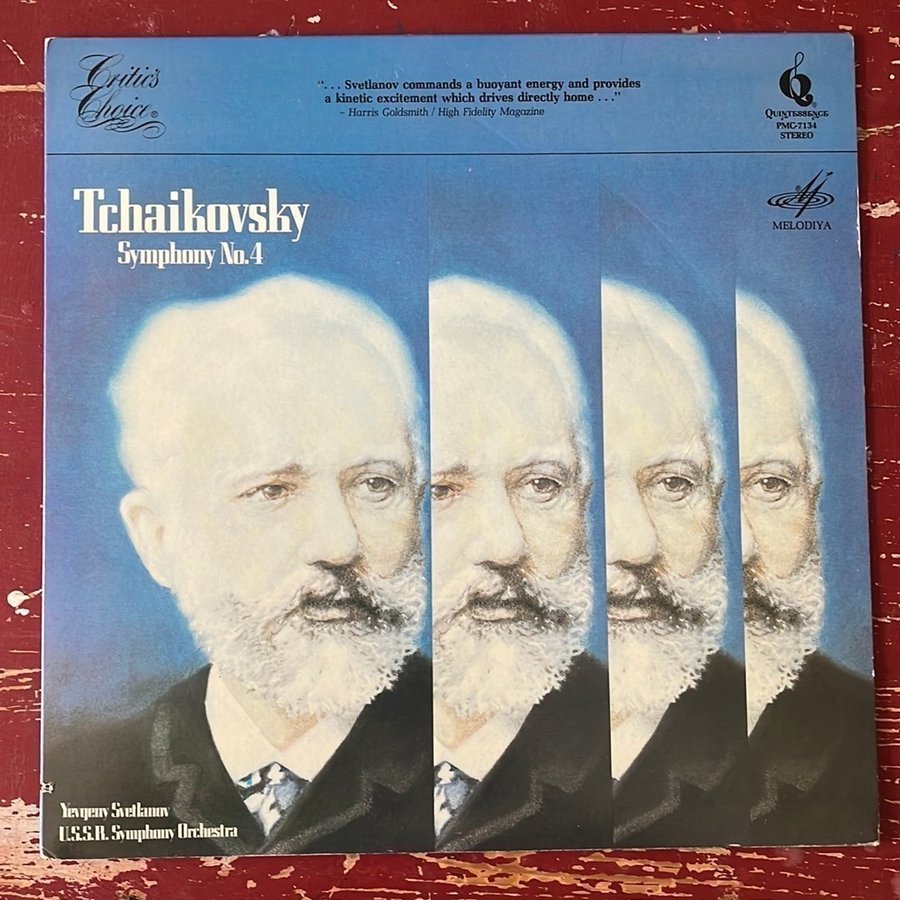 Critic's
Choice®
“. . . Svetlanov commands a buoyant energy and provides
a kinetic excitement which drives directly home . . .”
– Harris Goldsmith / High Fidelity Magazine
QUINTESSENCE®
PMC-7134
STEREO
MELODIYA
Tchaikovsky
Symphony No.4
Yevgeny Svetlanov
U.S.S.R. Symphony Orchestra